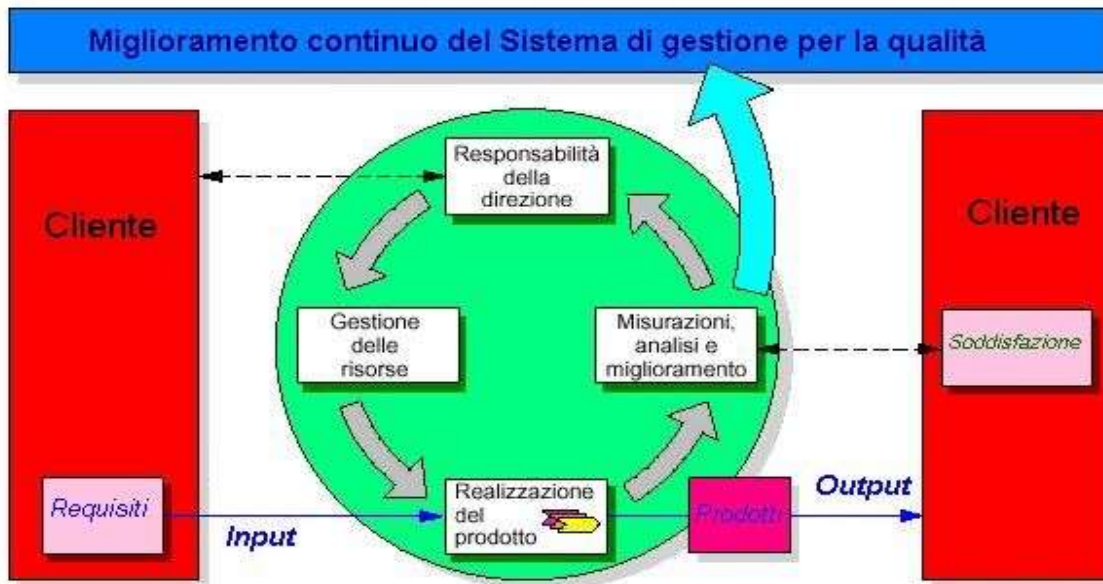 Miglioramento continuo del Sistema di gestione per la qualità
Cliente
Responsabilità
della
direzione
Cliente
Gestione
delle
risorse
Misurazioni,
analisi e
miglioramento
Soddisfazione
Requisiti
Input
Realizzazione
del
prodotto
Prodotti
Output